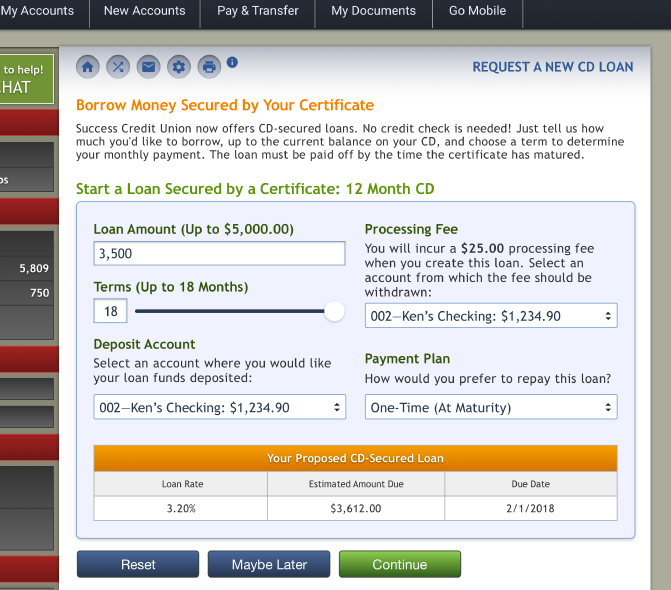 My Accounts
New Accounts
Pay & Transfer
My Documents
Go Mobile
to help!
HAT
os
5,809
750
i
REQUEST A NEW CD LOAN
Borrow Money Secured by Your Certificate
Success Credit Union now offers CD-secured loans. No credit check is needed! Just tell us how
much you'd like to borrow, up to the current balance on your CD, and choose a term to determine
your monthly payment. The loan must be paid off by the time the certificate has matured.
Start a Loan Secured by a Certificate: 12 Month CD
Loan Amount (Up to $5,000.00)
3,500
Terms (Up to 18 Months)
18
Deposit Account
Select an account where you would like
your loan funds deposited:
002—Ken's Checking: $1,234.90
Processing Fee
You will incur a $25.00 processing fee
when you create this loan. Select an
account from which the fee should be
withdrawn:
002—Ken's Checking: $1,234.90
Payment Plan
How would you prefer to repay this loan?
One-Time (At Maturity)
Your Proposed CD-Secured Loan
Loan Rate Estimated Amount Due Due Date
3.20% $3,612.00 2/1/2018
Reset
Maybe Later
Continue